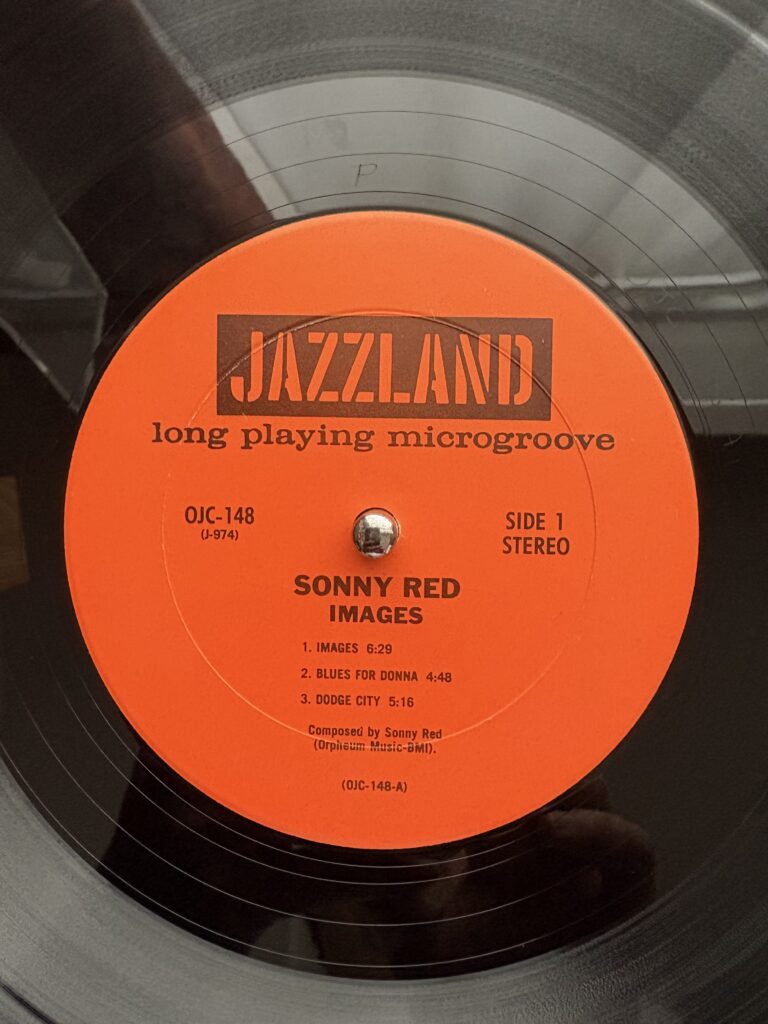 P
JAZZLAND
long playing microgroove
OJC-148
(J-974)
SIDE 1
STEREO
SONNY RED
IMAGES
1. IMAGES 6:29
2. BLUES FOR DONNA 4:48
3. DODGE CITY 5:16
Composed by Sonny Red
(Orpheum Music-BMI).
(OJC-148-A)